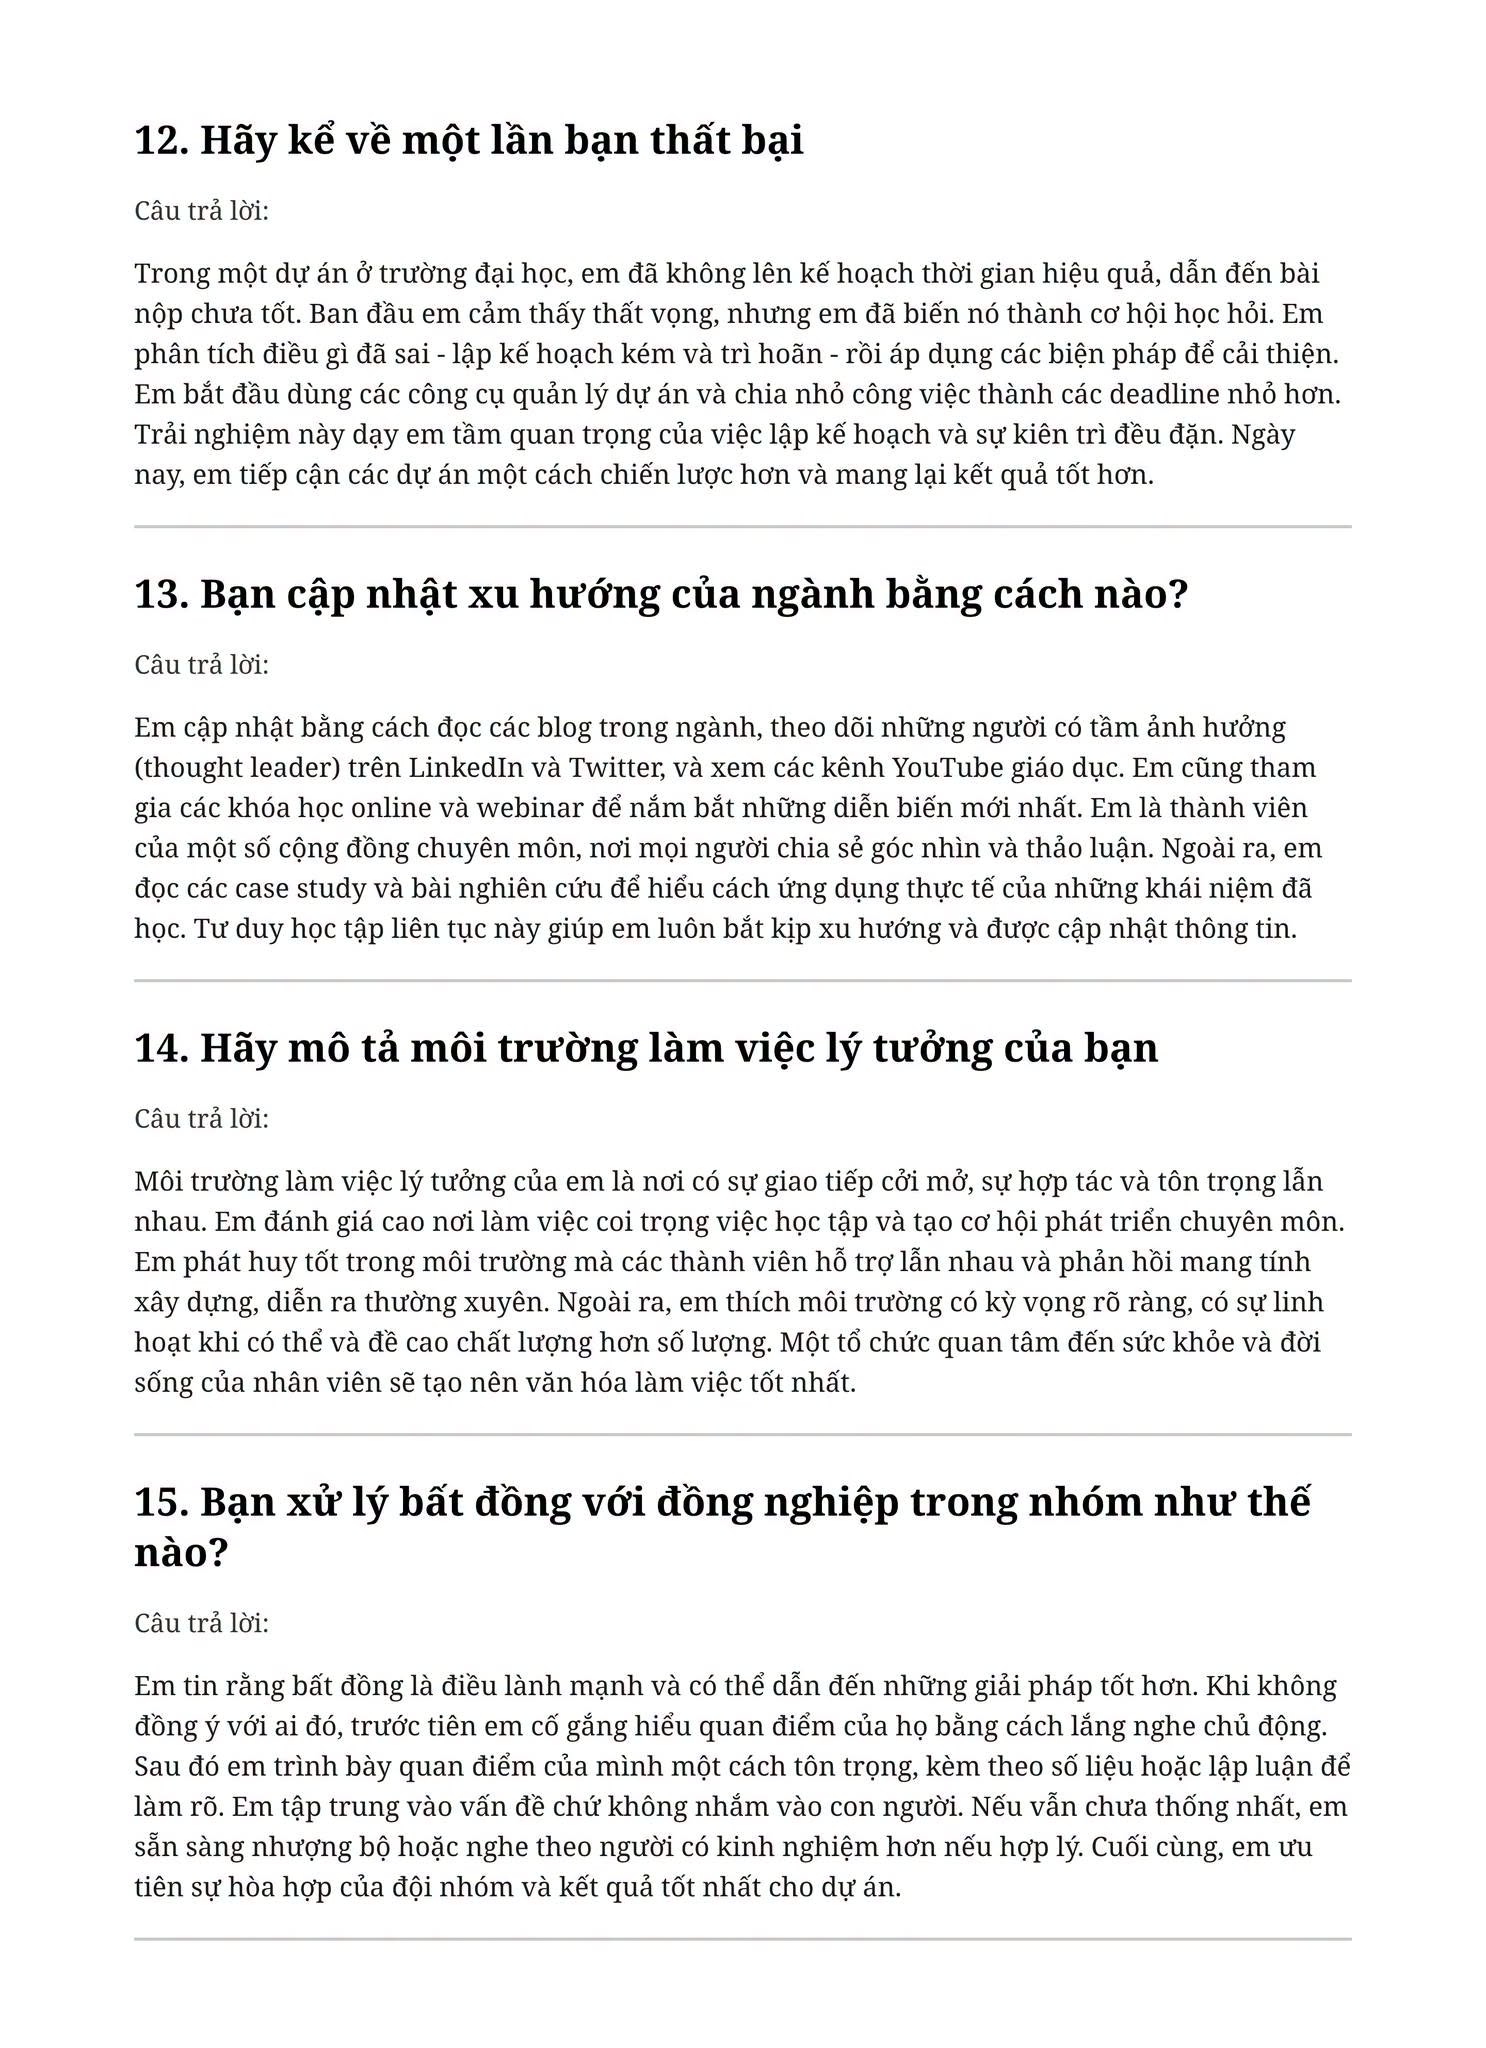 12. Hãy kể về một lần bạn thất bại
Câu trả lời:
Trong một dự án ở trường đại học, em đã không lên kế hoạch thời gian hiệu quả, dẫn đến bài
nộp chưa tốt. Ban đầu em cảm thấy thất vọng, nhưng em đã biến nó thành cơ hội học hỏi. Em
phân tích điều gì đã sai - lập kế hoạch kém và trì hoãn - rồi áp dụng các biện pháp để cải thiện.
Em bắt đầu dùng các công cụ quản lý dự án và chia nhỏ công việc thành các deadline nhỏ hơn.
Trải nghiệm này dạy em tầm quan trọng của việc lập kế hoạch và sự kiên trì đều đặn. Ngày
nay, em tiếp cận các dự án một cách chiến lược hơn và mang lại kết quả tốt hơn.
13. Bạn cập nhật xu hướng của ngành bằng cách nào?
Câu trả lời:
Em cập nhật bằng cách đọc các blog trong ngành, theo dõi những người có tầm ảnh hưởng
(thought leader) trên LinkedIn và Twitter, và xem các kênh YouTube giáo dục. Em cũng tham
gia các khóa học online và webinar để nắm bắt những diễn biến mới nhất. Em là thành viên
của một số cộng đồng chuyên môn, nơi mọi người chia sẻ góc nhìn và thảo luận. Ngoài ra, em
đọc các case study và bài nghiên cứu để hiểu cách ứng dụng thực tế của những khái niệm đã
học. Tư duy học tập liên tục này giúp em luôn bắt kịp xu hướng và được cập nhật thông tin.
14. Hãy mô tả môi trường làm việc lý tưởng của bạn
Câu trả lời:
Môi trường làm việc lý tưởng của em là nơi có sự giao tiếp cởi mở, sự hợp tác và tôn trọng lẫn
nhau. Em đánh giá cao nơi làm việc coi trọng việc học tập và tạo cơ hội phát triển chuyên môn.
Em phát huy tốt trong môi trường mà các thành viên hỗ trợ lẫn nhau và phản hồi mang tính
xây dựng, diễn ra thường xuyên. Ngoài ra, em thích môi trường có kỳ vọng rõ ràng, có sự linh
hoạt khi có thể và đề cao chất lượng hơn số lượng. Một tổ chức quan tâm đến sức khỏe và đời
sống của nhân viên sẽ tạo nên văn hóa làm việc tốt nhất.
15. Bạn xử lý bất đồng với đồng nghiệp trong nhóm như thế
nào?
Câu trả lời:
Em tin rằng bất đồng là điều lành mạnh và có thể dẫn đến những giải pháp tốt hơn. Khi không
đồng ý với ai đó, trước tiên em cố gắng hiểu quan điểm của họ bằng cách lắng nghe chủ động.
Sau đó em trình bày quan điểm của mình một cách tôn trọng, kèm theo số liệu hoặc lập luận để
làm rõ. Em tập trung vào vấn đề chứ không nhắm vào con người. Nếu vẫn chưa thống nhất, em
sẵn sàng nhượng bộ hoặc nghe theo người có kinh nghiệm hơn nếu hợp lý. Cuối cùng, em ưu
tiên sự hòa hợp của đội nhóm và kết quả tốt nhất cho dự án.